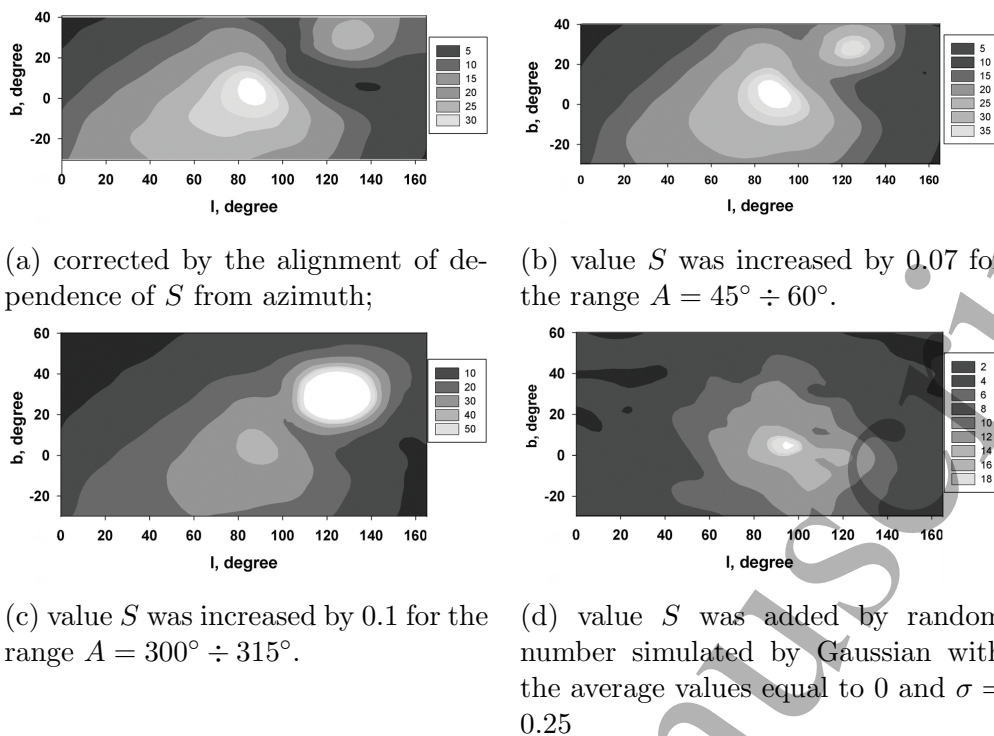 40
20
0
-20
b, degree
0 20 40 60 80 100 120 140 160
l, degree
5
10
15
20
25
30
40
20
0
-20
b, degree
0 20 40 60 80 100 120 140 160
l, degree
5
10
15
20
25
30
35
(a) corrected by the alignment of de-
pendence of S from azimuth;
(b) value S was increased by 0.07 fo
the range A = 45° ÷ 60°.
60
40
20
0
-20
b, degree
0 20 40 60 80 100 120 140 160
l, degree
10
20
30
40
50
60
40
20
0
-20
b, degree
0 20 40 60 80 100 120 140 160
l, degree
2
4
6
8
10
12
14
16
18
(c) value S was increased by 0.1 for the
range A = 300° ÷ 315°.
(d) value S was added by random
number simulated by Gaussian with
the average values equal to 0 and σ =
0.25